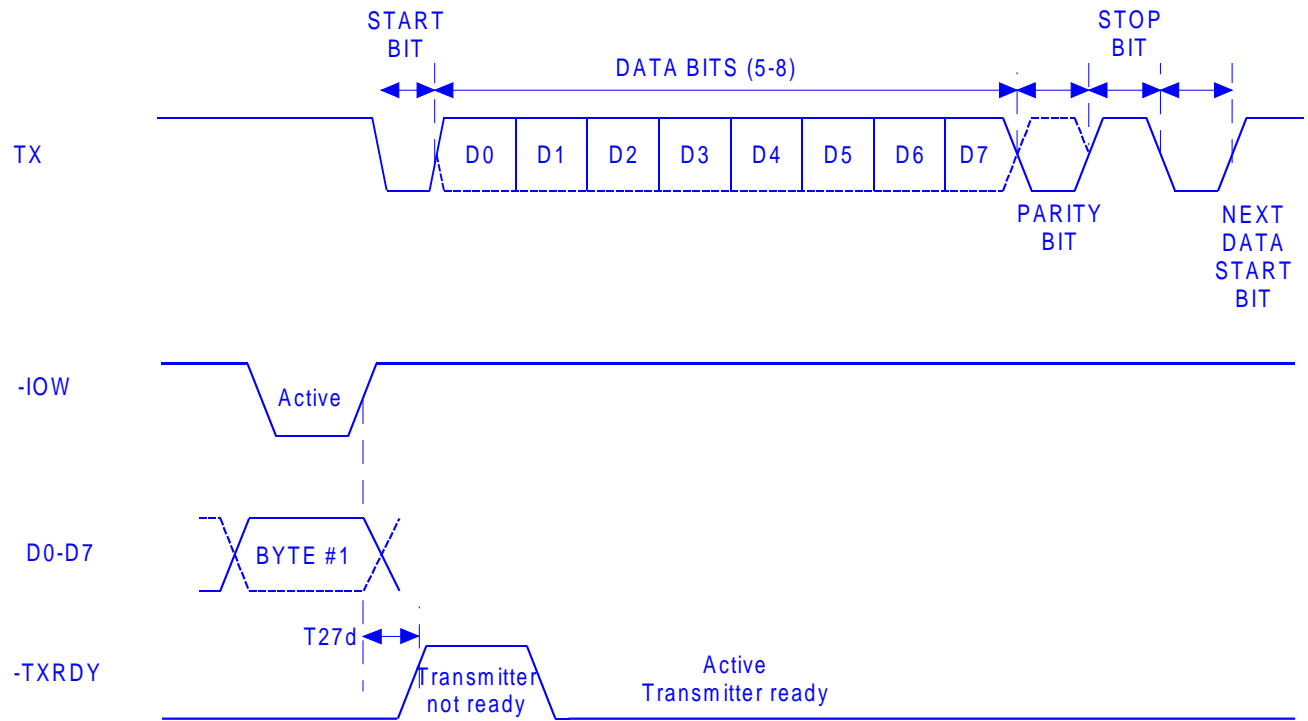 START
BIT
STOP
BIT
DATA BITS (5-8)
TX
D0 D1 D2 D3 D4 D5 D6 D7
PARITY
BIT
NEXT
DATA
START
BIT
-IOW
Active
D0-D7
BYTE #1
T27d
-TXRDY
Transmitter
not ready
Active
Transmitter ready